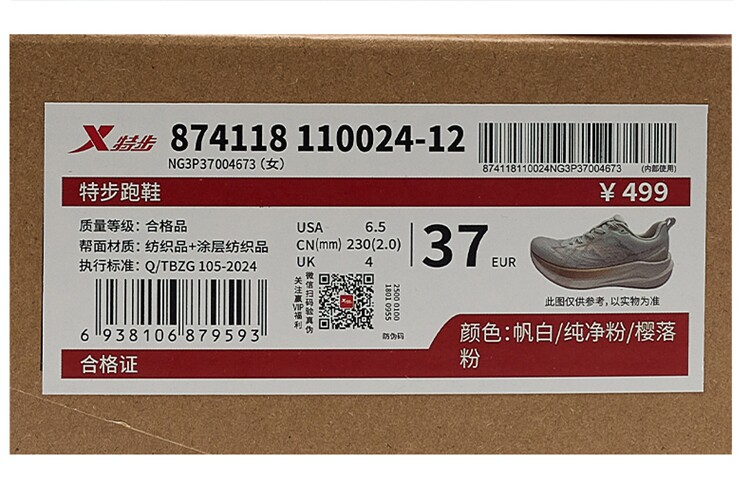 特步 874118 110024-12
NG3P37004673(女)
874118110024NG3P37004673
(内部使用)
特步跑鞋 ¥499
质量等级：合格品
帮面材质：纺织品+涂层纺织品
执行标准：Q/TBZG 105-2024
USA 6.5
CN(mm) 230(2.0)
UK 4
37 EUR
此图仅供参考，以实物为准
6 938106 879593
关注赢VIP福利
微信扫码验真伪
2500 0100
1801 0955
防伪码
颜色：帆白/纯净粉/樱落
粉
合格证